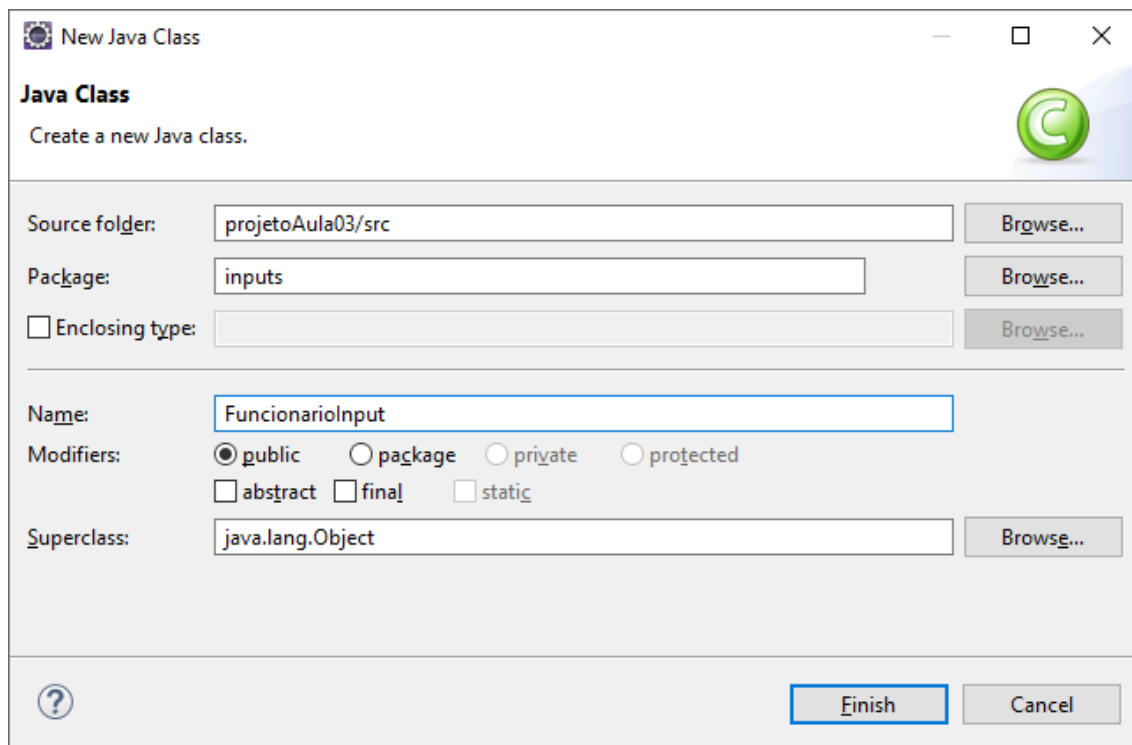 New Java Class
Java Class
Create a new Java class.
Source folder: projetoAula03/src Browse...
Package: inputs Browse...
Enclosing type: Browse...
Name: FuncionarioInput
Modifiers: public package private protected
abstract final static
Superclass: java.lang.Object Browse...
? Finish Cancel